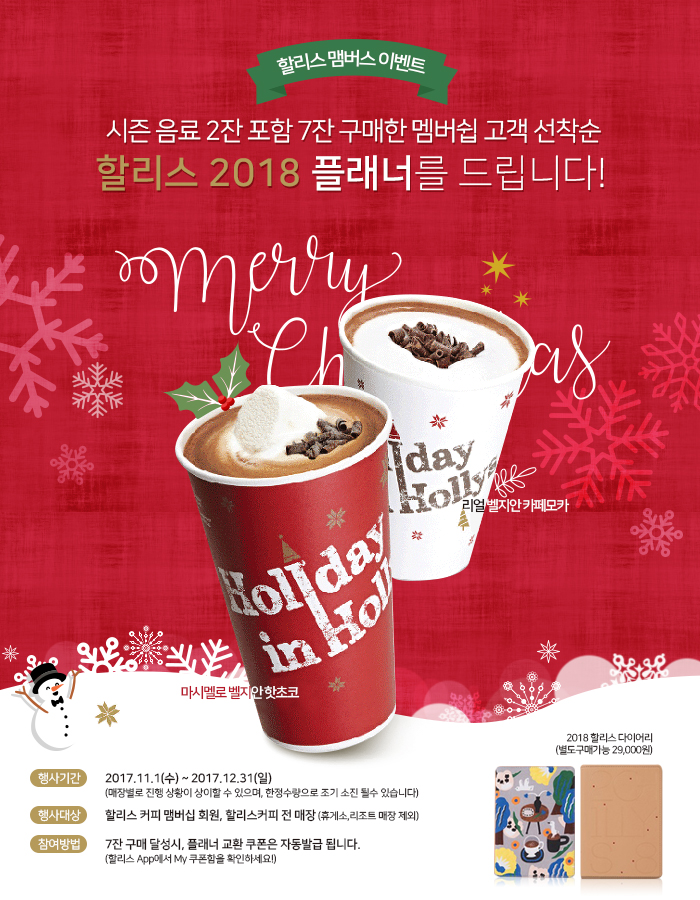 할리스 맴버스 이벤트
시즌 음료 2잔 포함 7잔 구매한 멤버쉽 고객 선착순
할리스 2018 플래너를 드립니다!
Merry
Ch as
Holiday
in Holl
lday
Hollys
리얼 벨지안 카페모카
마시멜로 벨지안 핫초코
2018 할리스 다이어리
(별도구매가능 29,000원)
행사기간 2017.11.1(수) ~ 2017.12.31(일)
(매장별로 진행 상황이 상이할 수 있으며, 한정수량으로 조기 소진 될수 있습니다)
행사대상 할리스 커피 맴버십 회원, 할리스커피 전 매장 (휴게소,리조트 매장 제외)
참여방법 7잔 구매 달성시, 플래너 교환 쿠폰은 자동발급 됩니다.
(할리스 App에서 My 쿠폰함을 확인하세요!)